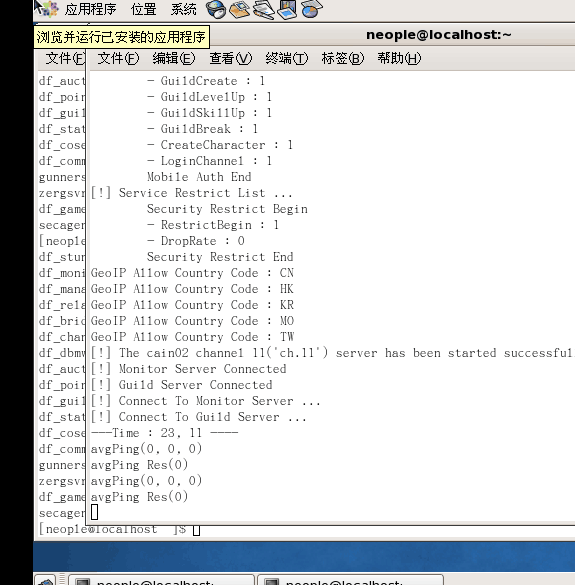 应用程序 位置 系统
浏览并运行已安装的应用程序
neople@localhost:~
文件(F
文件(F) 编辑(E) 查看(V) 终端(T) 标签(B) 帮助(H)
df_auct - GuildCreate : 1
df_poin - GuildLevelUp : 1
df_guil - GuildSkillUp : 1
df_stat - GuildBreak : 1
df_cose - CreateCharacter : 1
df_comm - LoginChannel : 1
gunners Mobile Auth End
zergsvr [!] Service Restrict List ...
df_game Security Restrict Begin
secager - RestrictBegin : 1
[neople - DropRate : 0
df_stun Security Restrict End
df_moni GeoIP Allow Country Code : CN
df_mana GeoIP Allow Country Code : HK
df_rela GeoIP Allow Country Code : KR
df_brid GeoIP Allow Country Code : MO
df_chan GeoIP Allow Country Code : TW
df_dbmw [!] The cain02 channel 11('ch.11') server has been started successful
df_auct [!] Monitor Server Connected
df_poin [!] Guild Server Connected
df_guil [!] Connect To Monitor Server ...
df_stat [!] Connect To Guild Server ...
df_cose ---Time : 23, 11 ----
df_comm avgPing(0, 0, 0)
gunners avgPing Res(0)
zergsvr avgPing(0, 0, 0)
df_game avgPing Res(0)
secager
[neople@localhost ]$
neople@localhost:
neople@localhost: